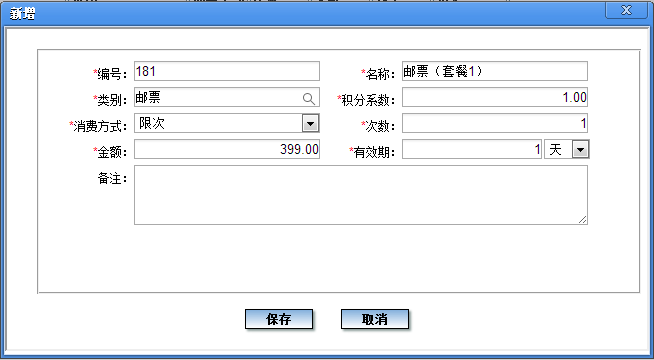 新增
*编号： 181 *名称： 邮票（套餐1）
*类别： 邮票 *积分系数： 1.00
*消费方式： 限次 *次数： 1
*金额： 399.00 *有效期： 1 天
备注：
保存 取消